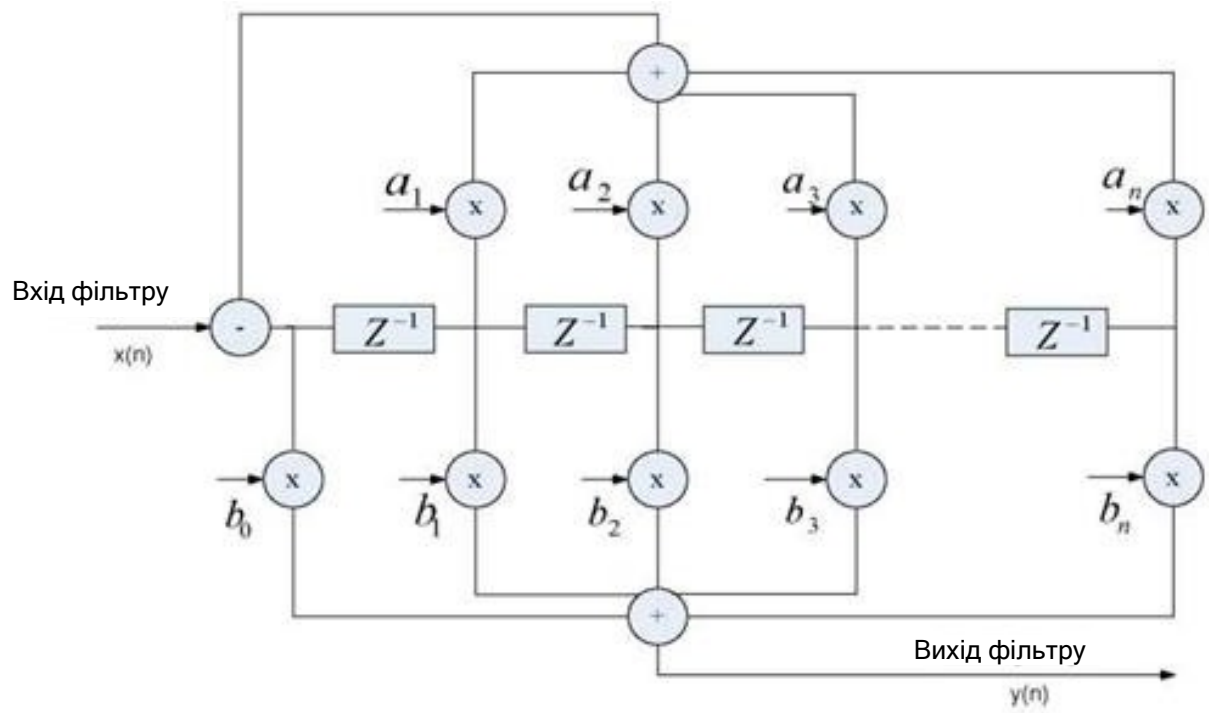 +
a₁ x a₂ x a₃ x aₙ x
Вхід фільтру
x(n)
- Z⁻¹ Z⁻¹ Z⁻¹ Z⁻¹
x x x x x
b₀ b₁ b₂ b₃ bₙ
+
Вихід фільтру
y(n)